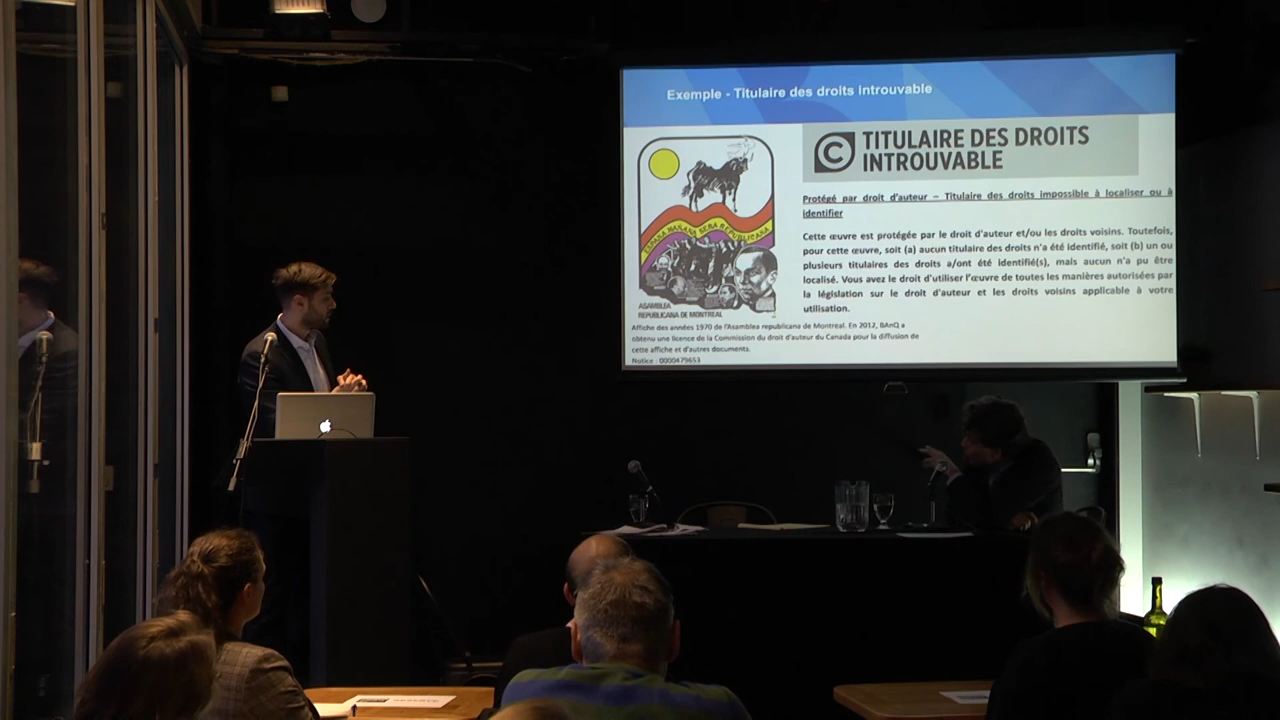 Exemple - Titulaire des droits introuvable
ESPAÑA MAÑANA SERA REPUBLICANA
ASAMBLEA
REPUBLICANA DE MONTREAL
Affiche des années 1970 de l'Asamblea republicana de Montreal. En 2012, BAnQ a
obtenu une licence de la Commission du droit d'auteur du Canada pour la diffusion de
cette affiche et d'autres documents.
Notice : 0000479653
C TITULAIRE DES DROITS
INTROUVABLE
Protégé par droit d'auteur – Titulaire des droits impossible à localiser ou à
identifier
Cette œuvre est protégée par le droit d'auteur et/ou les droits voisins. Toutefois,
pour cette œuvre, soit (a) aucun titulaire des droits n'a été identifié, soit (b) un ou
plusieurs titulaires des droits a/ont été identifié(s), mais aucun n'a pu être
localisé. Vous avez le droit d'utiliser l'œuvre de toutes les manières autorisées par
la législation sur le droit d'auteur et les droits voisins applicable à votre
utilisation.